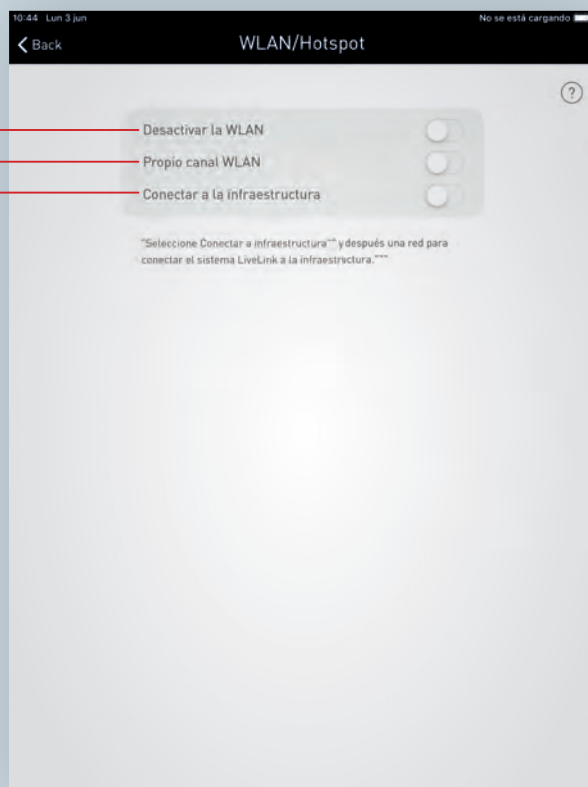 10:44 Lun 3 jun No se está cargando
Back WLAN/Hotspot
?
Desactivar la WLAN
Propio canal WLAN
Conectar a la infraestructura
"Seleccione Conectar a infraestructura"" y después una red para
conectar el sistema LiveLink a la infraestructura."""